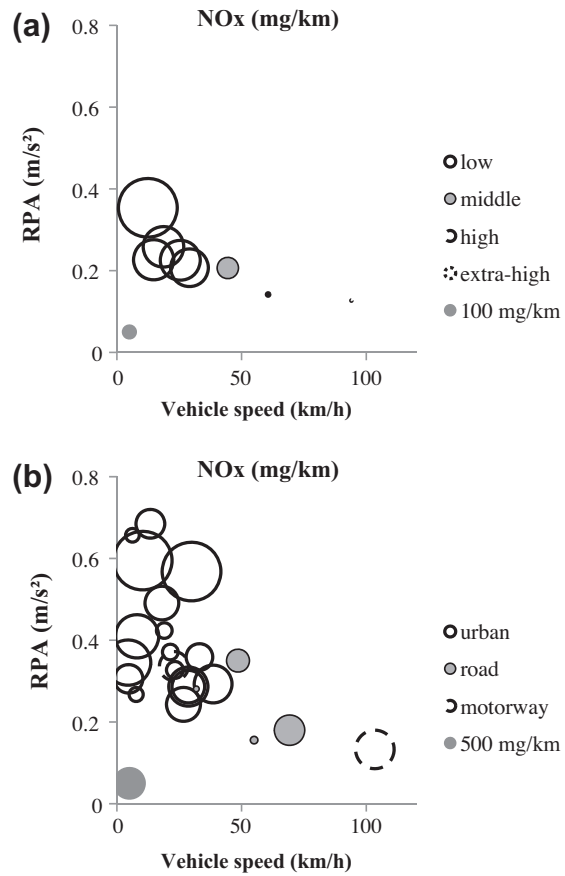 (a)
NOx (mg/km)
0.8
0.6
0.4
0.2
0
RPA (m/s²)
0
50
100
Vehicle speed (km/h)
low
middle
high
extra-high
100 mg/km
(b)
NOx (mg/km)
0.8
0.6
0.4
0.2
0
RPA (m/s²)
0
50
100
Vehicle speed (km/h)
urban
road
motorway
500 mg/km